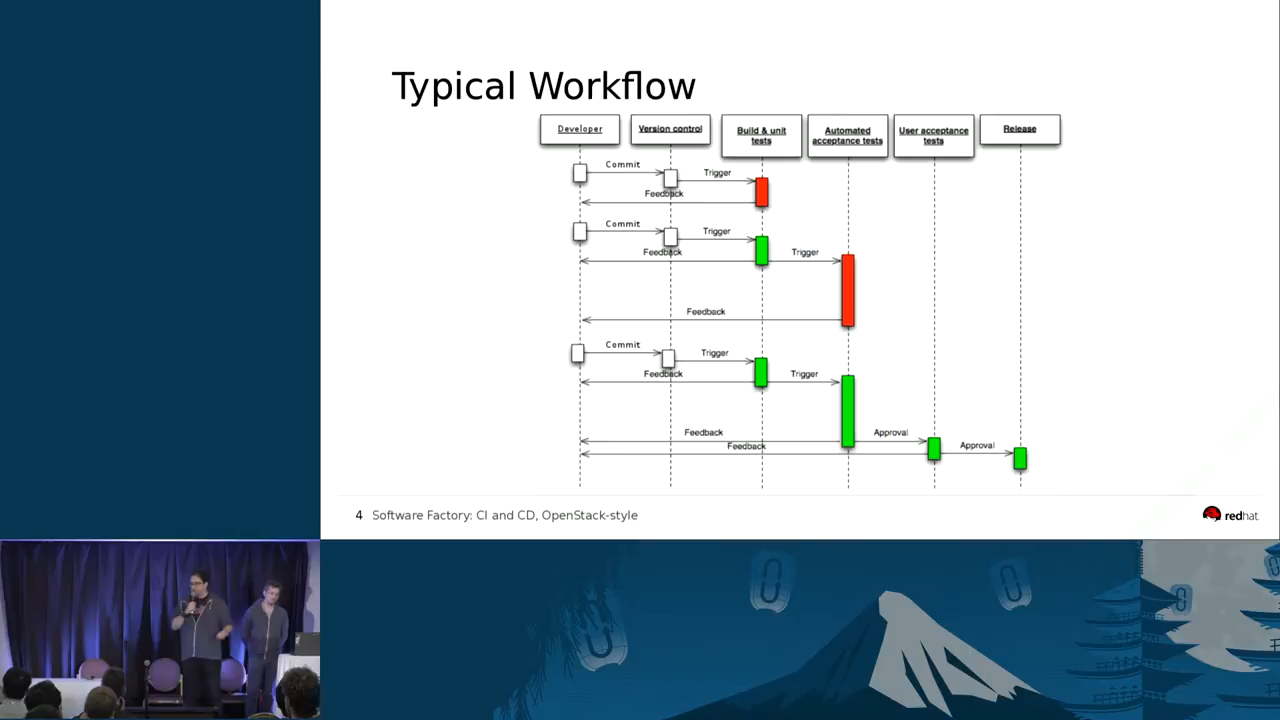 Typical Workflow
Developer
Version control
Build & unit
tests
Automated
acceptance tests
User acceptance
tests
Release
Commit
Trigger
Feedback
Commit
Trigger
Feedback
Trigger
Feedback
Commit
Trigger
Feedback
Trigger
Feedback
Approval
Feedback
Approval
4 Software Factory: CI and CD, OpenStack-style
redhat